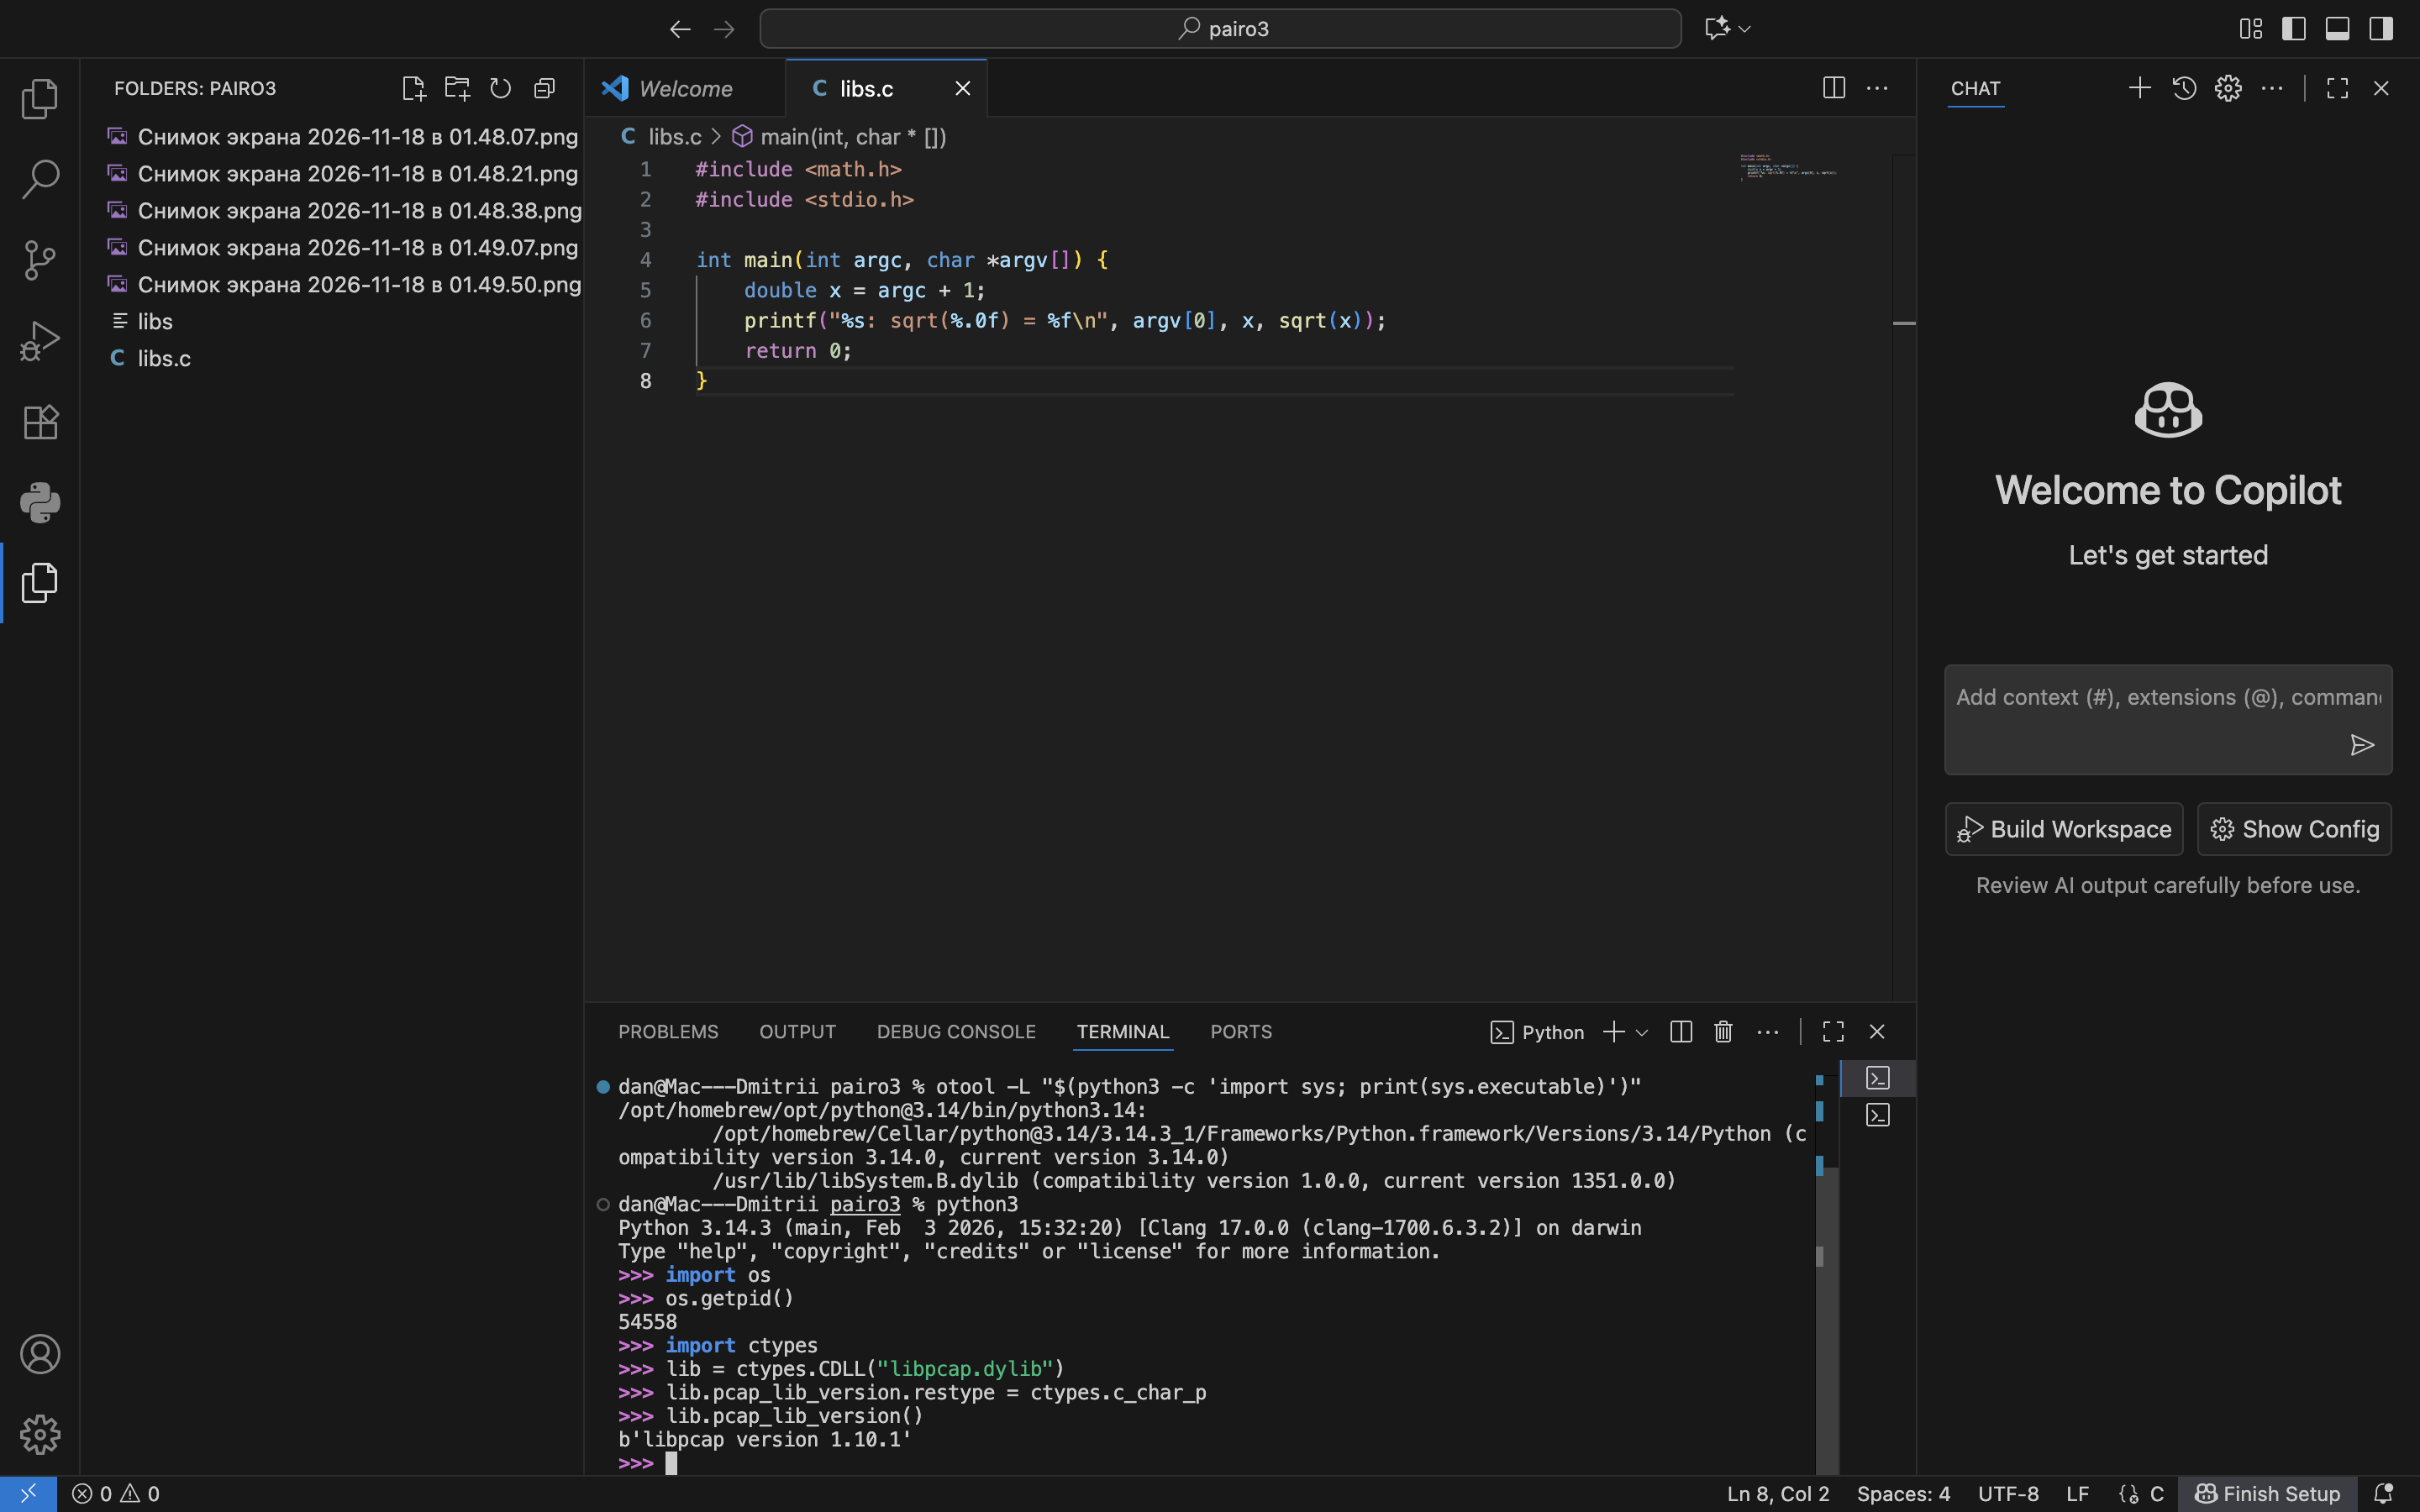 pairo3
FOLDERS: PAIRO3
Снимок экрана 2026-11-18 в 01.48.07.png
Снимок экрана 2026-11-18 в 01.48.21.png
Снимок экрана 2026-11-18 в 01.48.38.png
Снимок экрана 2026-11-18 в 01.49.07.png
Снимок экрана 2026-11-18 в 01.49.50.png
libs
C libs.c
Welcome
C libs.c
C libs.c > main(int, char * [])
1 #include <math.h>
2 #include <stdio.h>
3
4 int main(int argc, char *argv[]) {
5     double x = argc + 1;
6     printf("%s: sqrt(%.0f) = %f\n", argv[0], x, sqrt(x));
7     return 0;
8 }
PROBLEMS OUTPUT DEBUG CONSOLE TERMINAL PORTS
Python
dan@Mac---Dmitrii pairo3 % otool -L "$(python3 -c 'import sys; print(sys.executable)')"
/opt/homebrew/opt/python@3.14/bin/python3.14:
        /opt/homebrew/Cellar/python@3.14/3.14.3_1/Frameworks/Python.framework/Versions/3.14/Python (c
ompatibility version 3.14.0, current version 3.14.0)
        /usr/lib/libSystem.B.dylib (compatibility version 1.0.0, current version 1351.0.0)
dan@Mac---Dmitrii pairo3 % python3
Python 3.14.3 (main, Feb  3 2026, 15:32:20) [Clang 17.0.0 (clang-1700.6.3.2)] on darwin
Type "help", "copyright", "credits" or "license" for more information.
>>> import os
>>> os.getpid()
54558
>>> import ctypes
>>> lib = ctypes.CDLL("libpcap.dylib")
>>> lib.pcap_lib_version.restype = ctypes.c_char_p
>>> lib.pcap_lib_version()
b'libpcap version 1.10.1'
>>>
CHAT
Welcome to Copilot
Let's get started
Add context (#), extensions (@), comman
Build Workspace
Show Config
Review AI output carefully before use.
0 0
Ln 8, Col 2
Spaces: 4
UTF-8
LF
C
Finish Setup